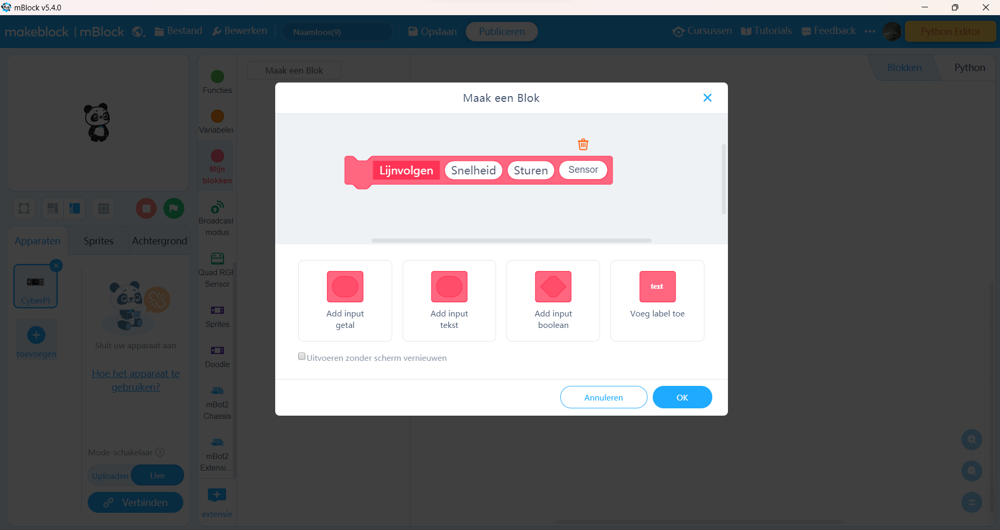 mBlock v5.4.0
makeblock | mBlock
Bestand
Bewerken
Naamloos(9)
Opslaan
Publiceren
Cursussen
Tutorials
Feedback
Python Editor
Functies
Variabelen
Mijn
blokken
Broadcast
modus...
Quad RGB
Sensor
Sprites
Doodle
mBot2
Chassis
mBot2
Extensi...
extensie
Maak een Blok
Blokken
Python
Maak een Blok
Lijnvolgen Snelheid Sturen Sensor
Add input
getal
Add input
tekst
Add input
boolean
text
Voeg label toe
Uitvoeren zonder scherm vernieuwen
Annuleren
OK
Apparaten
Sprites
Achtergrond
CyberPi
toevoegen
Sluit uw apparaat aan
Hoe het apparaat te
gebruiken?
Mode-schakelaar ?
Uploaden
Live
Verbinden